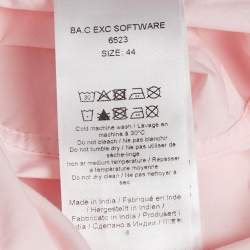 BA.C EXC SOFTWARE
6523
SIZE: 44
Cold machine wash / Lavage en
machine à 30°C
Do not bleach / Ne pas blanchir
Do not tumble dry / Ne pas utiliser de
sèche-linge
Iron at medium temperature / Repasser
à température moyenne
Do not dry clean / Ne pas nettoyer à
sec
Made in India / Fabriqué en Inde
/ Hergestellt in Indien /
Fabbricato in India / Produsert
i India / Сделано в Индии